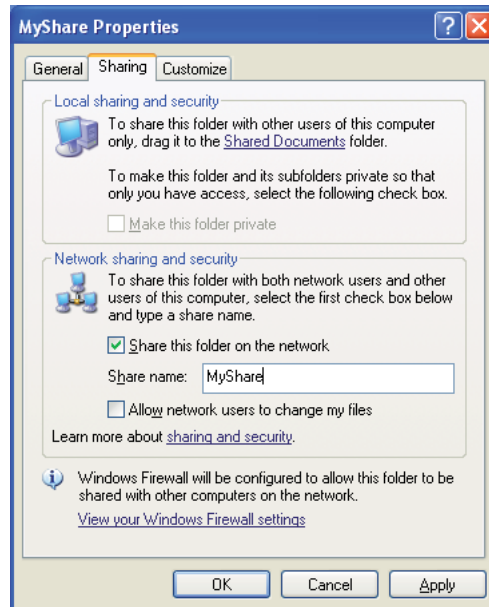 MyShare Properties
General Sharing Customize
Local sharing and security
To share this folder with other users of this computer
only, drag it to the Shared Documents folder.
To make this folder and its subfolders private so that
only you have access, select the following check box.
Make this folder private
Network sharing and security
To share this folder with both network users and other
users of this computer, select the first check box below
and type a share name.
Share this folder on the network
Share name: MyShare
Allow network users to change my files
Learn more about sharing and security.
Windows Firewall will be configured to allow this folder to be
shared with other computers on the network.
View your Windows Firewall settings
OK Cancel Apply